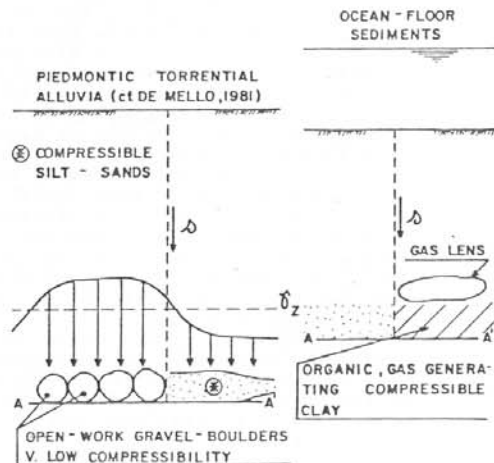 OCEAN-FLOOR
SEDIMENTS
PIEDMONTIC TORRENTIAL
ALLUVIA (cf DE MELLO, 1981)
COMPRESSIBLE
SILT - SANDS
s
s
GAS LENS
γz
A
A'
A
A'
ORGANIC, GAS GENERA-
TING COMPRESSIBLE
CLAY
OPEN-WORK GRAVEL-BOULDERS
V. LOW COMPRESSIBILITY